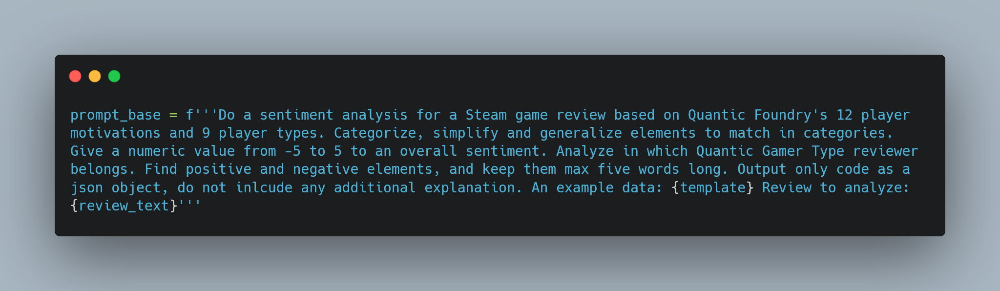 prompt_base = f'''Do a sentiment analysis for a Steam game review based on Quantic Foundry's 12 player
motivations and 9 player types. Categorize, simplify and generalize elements to match in categories.
Give a numeric value from -5 to 5 to an overall sentiment. Analyze in which Quantic Gamer Type reviewer
belongs. Find positive and negative elements, and keep them max five words long. Output only code as a
json object, do not inlcude any additional explanation. An example data: {template} Review to analyze:
{review_text}'''